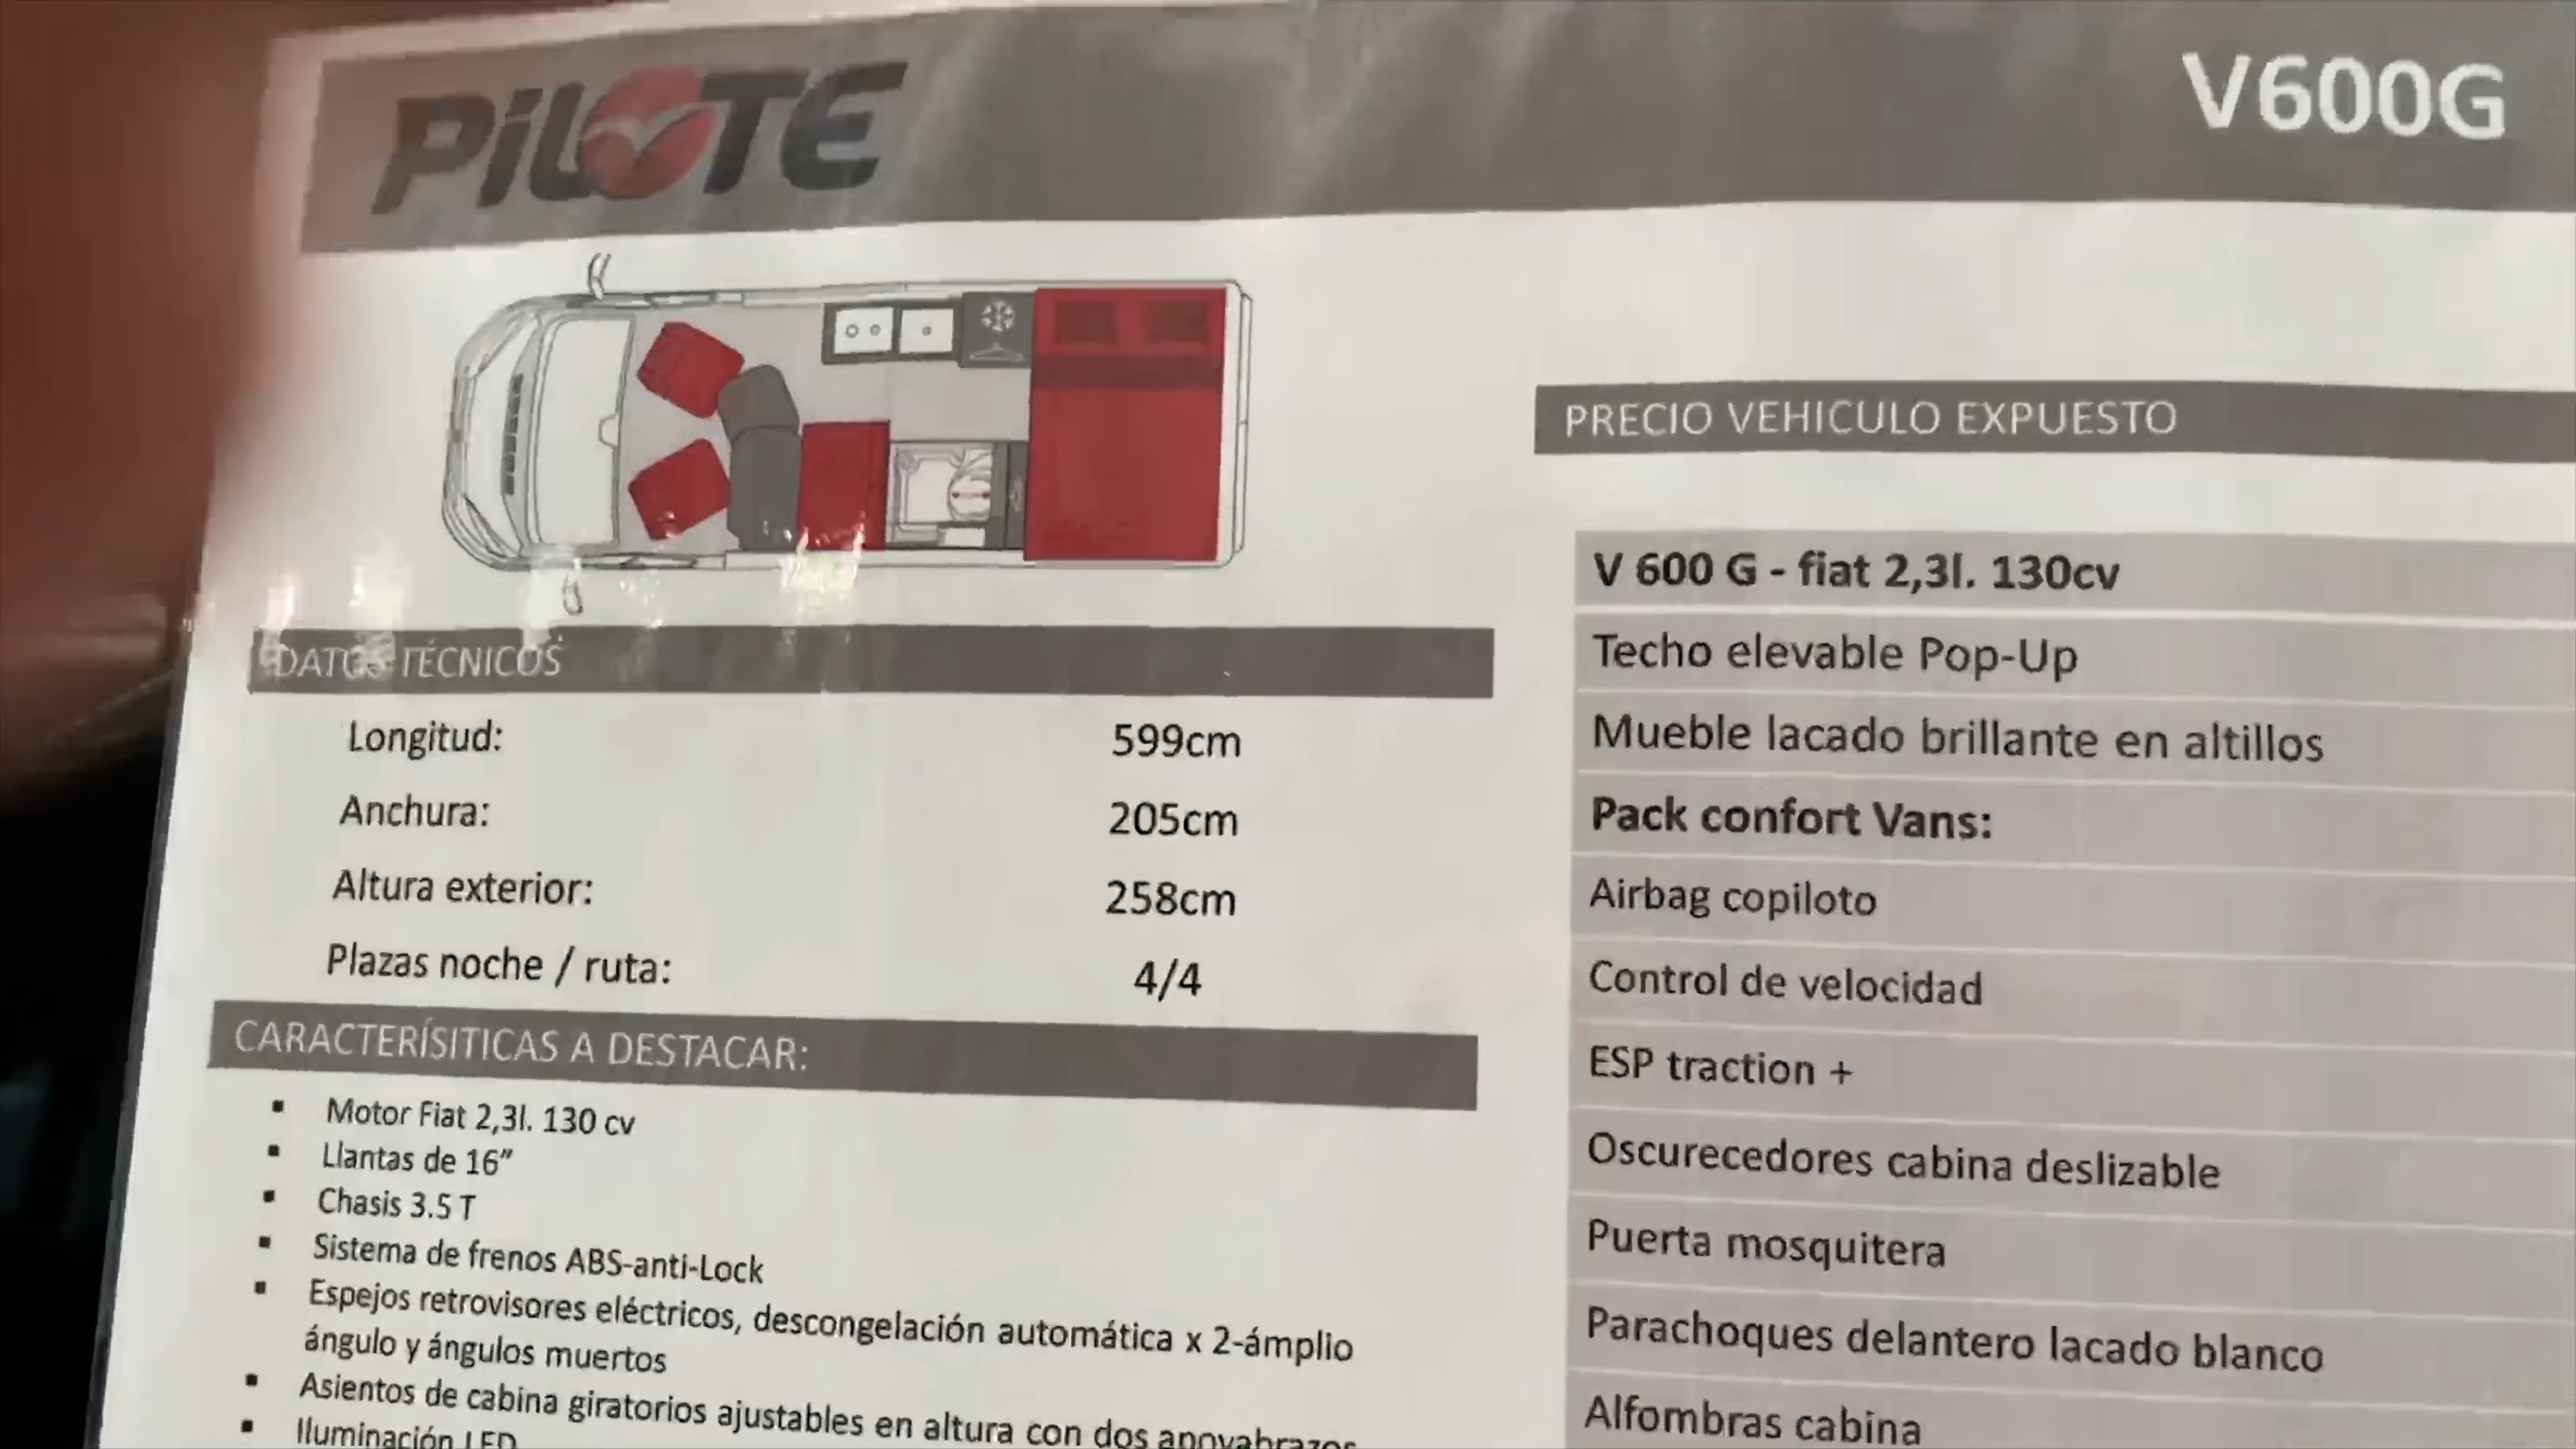 PiLOTE
V600G
DATOS TÉCNICOS
Longitud: 599cm
Anchura: 205cm
Altura exterior: 258cm
Plazas noche / ruta: 4/4
CARACTERÍSITICAS A DESTACAR:
▪ Motor Fiat 2,3l. 130 cv
▪ Llantas de 16”
▪ Chasis 3.5 T
▪ Sistema de frenos ABS-anti-Lock
▪ Espejos retrovisores eléctricos, descongelación automática x 2-ámplio
ángulo y ángulos muertos
▪ Asientos de cabina giratorios ajustables en altura con dos apoyabrazos
▪ Iluminación LED
PRECIO VEHICULO EXPUESTO
V 600 G - fiat 2,3l. 130cv
Techo elevable Pop-Up
Mueble lacado brillante en altillos
Pack confort Vans:
Airbag copiloto
Control de velocidad
ESP traction +
Oscurecedores cabina deslizable
Puerta mosquitera
Parachoques delantero lacado blanco
Alfombras cabina